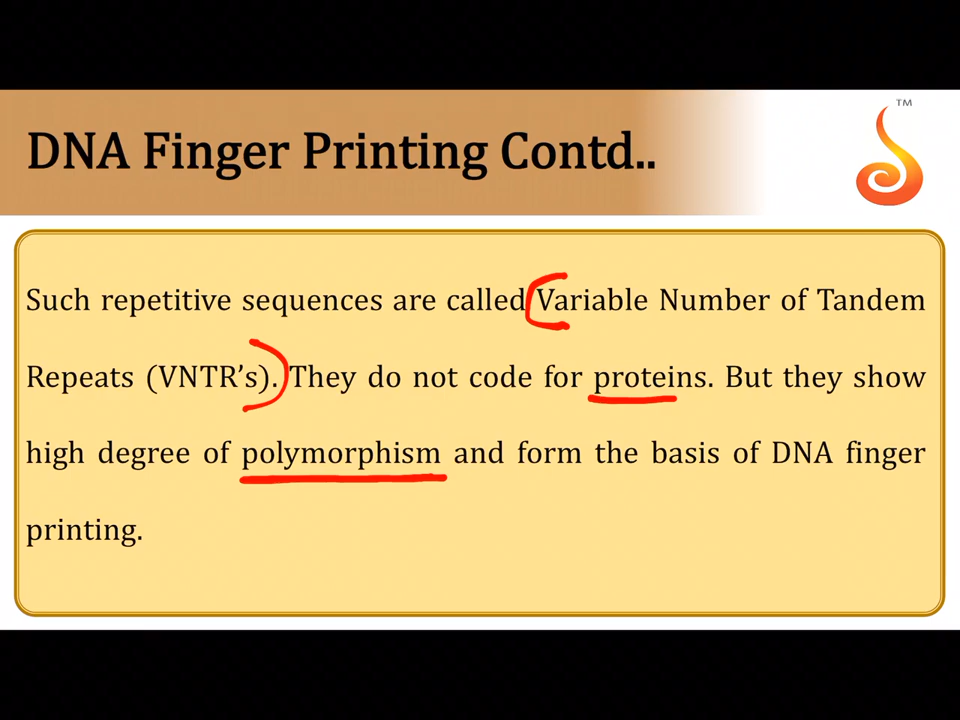 TM
DNA Finger Printing Contd..
Such repetitive sequences are called Variable Number of Tandem
Repeats (VNTR’s). They do not code for proteins. But they show
high degree of polymorphism and form the basis of DNA finger
printing.